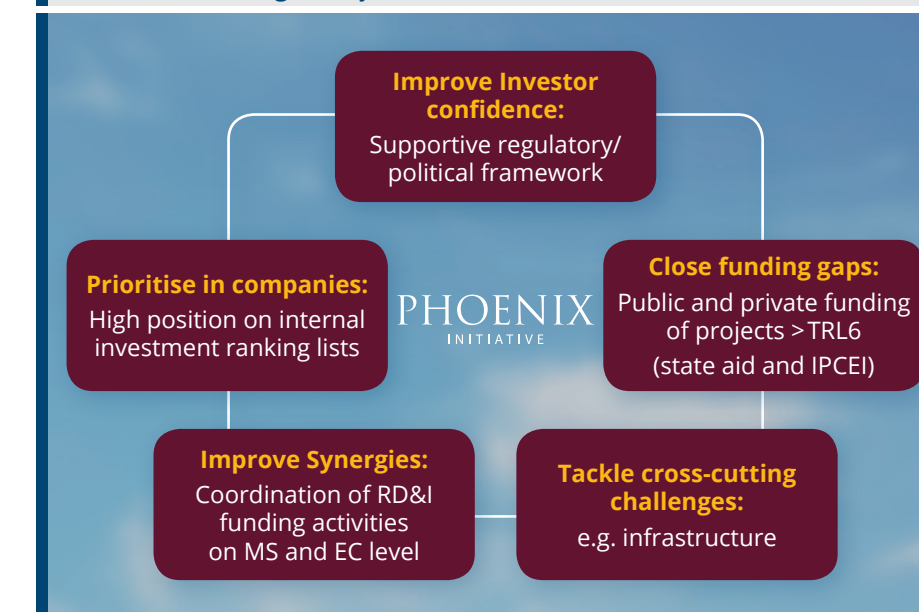 Improve Investor
confidence:
Supportive regulatory/
political framework
Prioritise in companies:
High position on internal
investment ranking lists
PHOENIX
INITIATIVE
Close funding gaps:
Public and private funding
of projects >TRL6
(state aid and IPCEI)
Improve Synergies:
Coordination of RD&I
funding activities
on MS and EC level
Tackle cross-cutting
challenges:
e.g. infrastructure